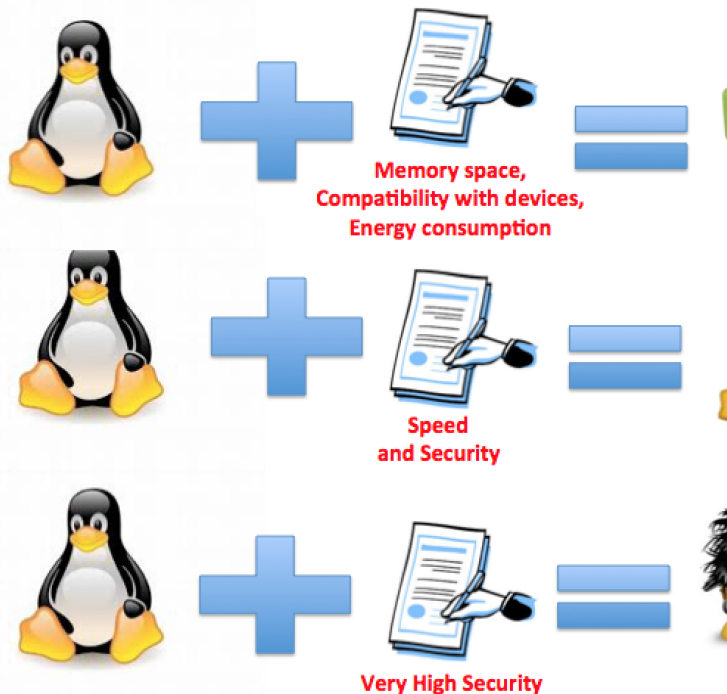 Memory space,
Compatibility with devices,
Energy consumption
Speed
and Security
Very High Security